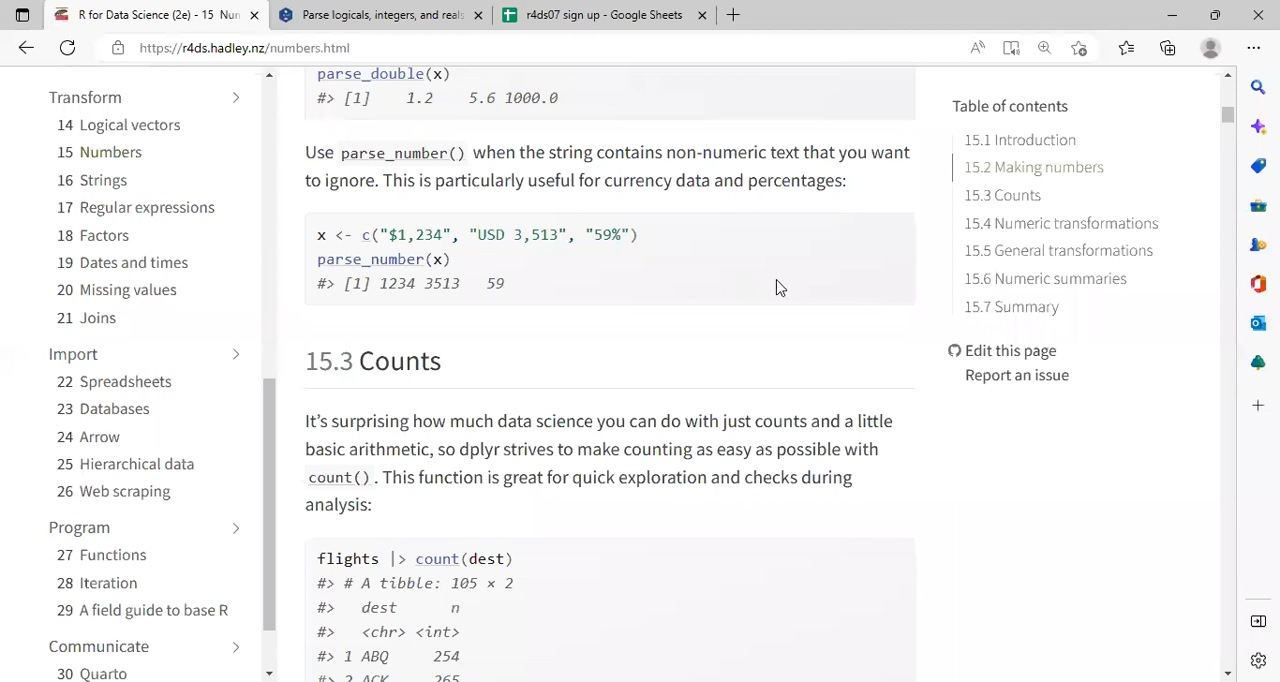 R for Data Science (2e) - 15 Num
Parse logicals, integers, and reals
r4ds07 sign up - Google Sheets
https://r4ds.hadley.nz/numbers.html
Transform
14 Logical vectors
15 Numbers
16 Strings
17 Regular expressions
18 Factors
19 Dates and times
20 Missing values
21 Joins
Import
22 Spreadsheets
23 Databases
24 Arrow
25 Hierarchical data
26 Web scraping
Program
27 Functions
28 Iteration
29 A field guide to base R
Communicate
30 Quarto
parse_double(x)
#> [1] 1.2 5.6 1000.0
Use parse_number() when the string contains non-numeric text that you want
to ignore. This is particularly useful for currency data and percentages:
x <- c("$1,234", "USD 3,513", "59%")
parse_number(x)
#> [1] 1234 3513 59
15.3 Counts
It’s surprising how much data science you can do with just counts and a little
basic arithmetic, so dplyr strives to make counting as easy as possible with
count(). This function is great for quick exploration and checks during
analysis:
flights |> count(dest)
#> # A tibble: 105 × 2
#> dest n
#> <chr> <int>
#> 1 ABQ 254
#> 2 ACK 265
Table of contents
15.1 Introduction
15.2 Making numbers
15.3 Counts
15.4 Numeric transformations
15.5 General transformations
15.6 Numeric summaries
15.7 Summary
Edit this page
Report an issue